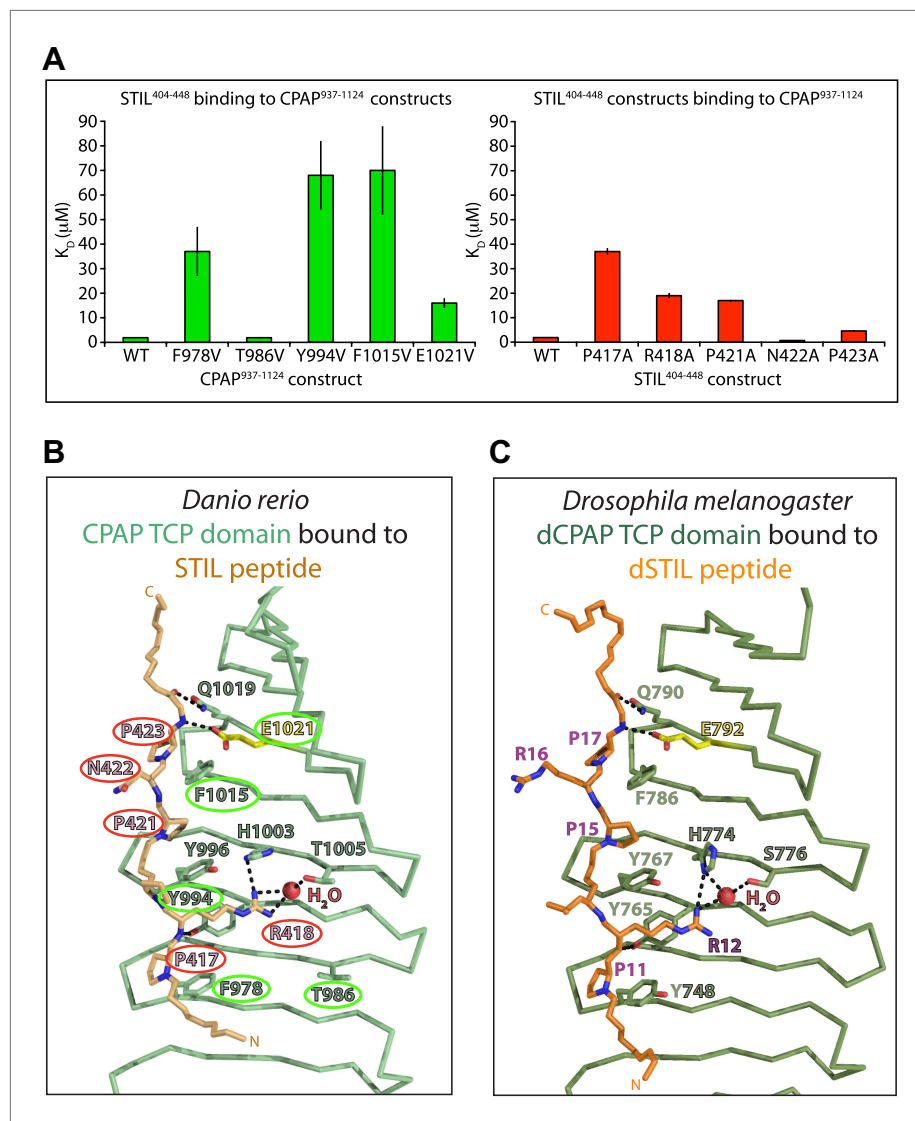 A
STIL⁴⁰⁴⁻⁴⁴⁸ binding to CPAP⁹³⁷⁻¹¹²⁴ constructs
90
80
70
60
50
40
30
20
10
0
K_D (µM)
WT F978V T986V Y994V F1015V E1021V
CPAP⁹³⁷⁻¹¹²⁴ construct
STIL⁴⁰⁴⁻⁴⁴⁸ constructs binding to CPAP⁹³⁷⁻¹¹²⁴
90
80
70
60
50
40
30
20
10
0
K_D (µM)
WT P417A R418A P421A N422A P423A
STIL⁴⁰⁴⁻⁴⁴⁸ construct
B
Danio rerio
CPAP TCP domain bound to
STIL peptide
C
Q1019
P423
E1021
N422
F1015
P421
H1003
Y996
T1005
Y994
H₂O
R418
P417
F978
T986
N
C
Drosophila melanogaster
dCPAP TCP domain bound to
dSTIL peptide
C
Q790
E792
P17
R16
F786
P15
H774
S776
Y767
H₂O
Y765
R12
P11
Y748
N